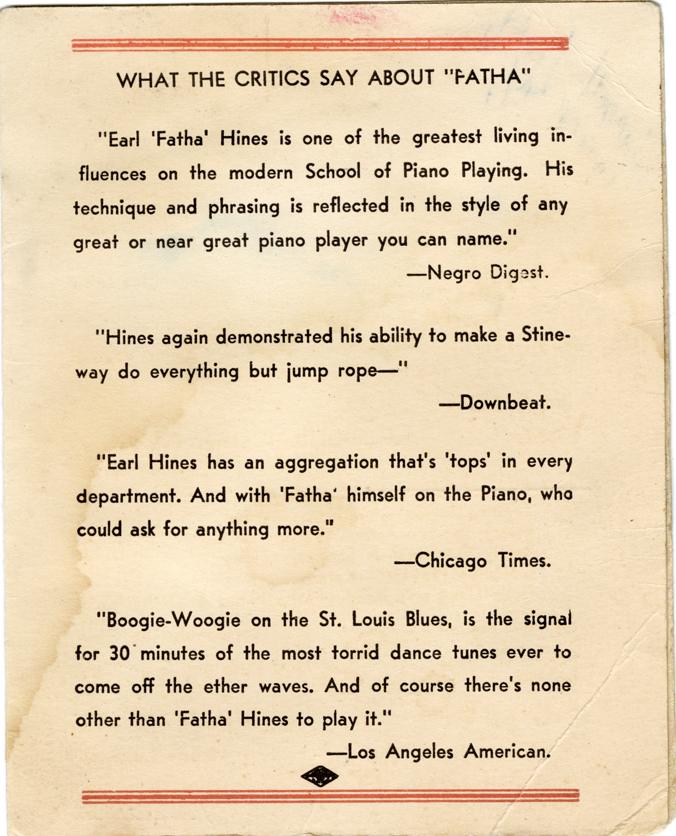 WHAT THE CRITICS SAY ABOUT "FATHA"
"Earl 'Fatha' Hines is one of the greatest living in-
fluences on the modern School of Piano Playing. His
technique and phrasing is reflected in the style of any
great or near great piano player you can name."
—Negro Digest.
"Hines again demonstrated his ability to make a Stine-
way do everything but jump rope—"
—Downbeat.
"Earl Hines has an aggregation that's 'tops' in every
department. And with 'Fatha' himself on the Piano, who
could ask for anything more."
—Chicago Times.
"Boogie-Woogie on the St. Louis Blues, is the signal
for 30 minutes of the most torrid dance tunes ever to
come off the ether waves. And of course there's none
other than 'Fatha' Hines to play it."
—Los Angeles American.